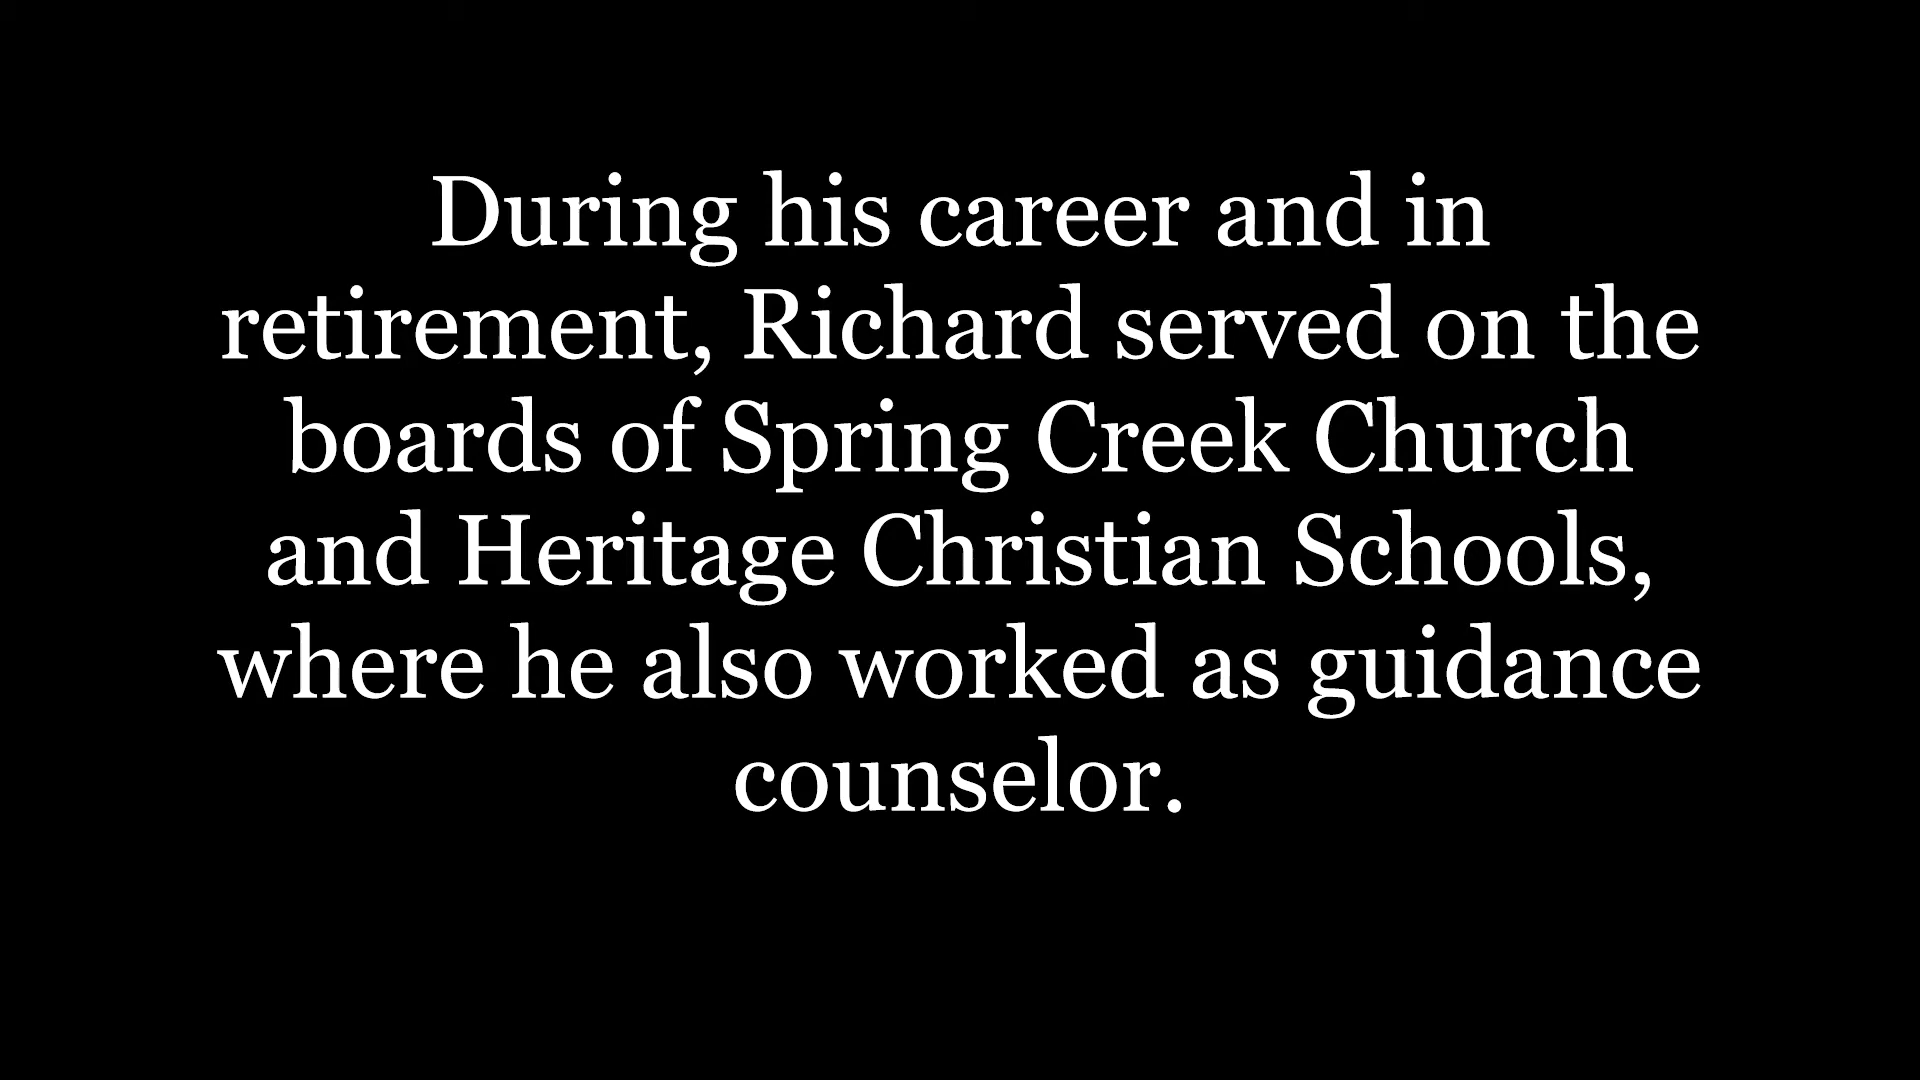 During his career and in
retirement, Richard served on the
boards of Spring Creek Church
and Heritage Christian Schools,
where he also worked as guidance
counselor.